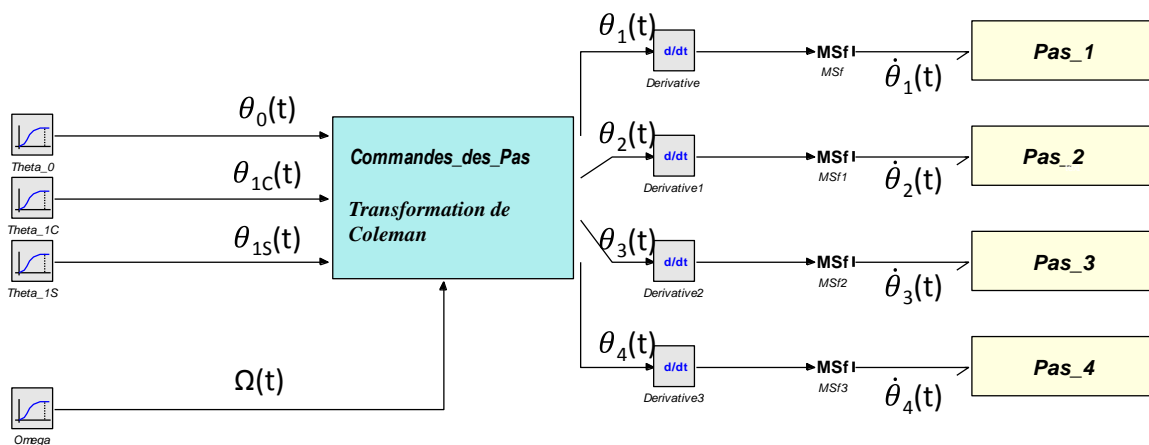 θ₀(t)
Theta_0
θ₁C(t)
Theta_1C
θ₁S(t)
Theta_1S
Ω(t)
Omega
Commandes_des_Pas
Transformation de
Coleman
θ₁(t)
d/dt
Derivative
MSf
MSf
θ̇₁(t)
Pas_1
θ₂(t)
d/dt
Derivative1
MSf
MSf1
θ̇₂(t)
Pas_2
θ₃(t)
d/dt
Derivative2
MSf
MSf2
θ̇₃(t)
Pas_3
θ₄(t)
d/dt
Derivative3
MSf
MSf3
θ̇₄(t)
Pas_4